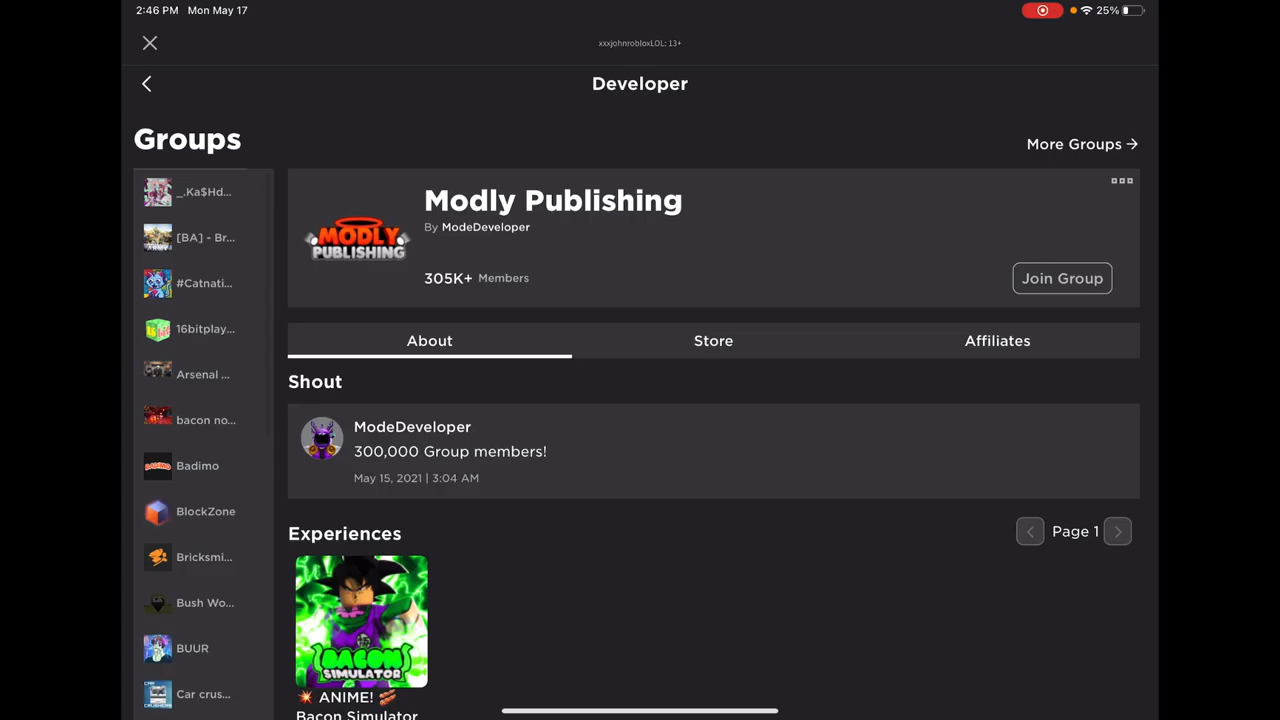 2:46 PM Mon May 17
25%
xxxjohnrobloxLOL: 13+
Developer
Groups
More Groups →
_.Ka$Hd...
[BA] - Br...
#Catnati...
16bitplay...
Arsenal ...
bacon no...
Badimo
BlockZone
Bricksmi...
Bush Wo...
BUUR
Car crus...
MODLY
PUBLISHING
Modly Publishing
By ModeDeveloper
305K+ Members
Join Group
About
Store
Affiliates
Shout
ModeDeveloper
300,000 Group members!
May 15, 2021 | 3:04 AM
Experiences
Page 1
BACON
SIMULATOR
💥 ANIME! 🥓
Bacon Simulator